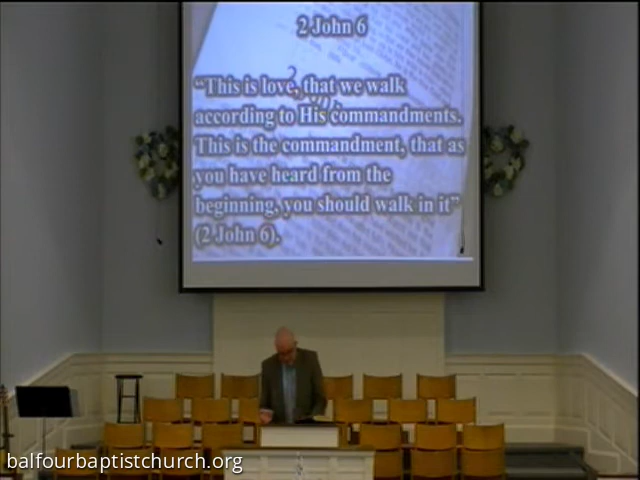 2 John 6
“This is love, that we walk
according to His commandments.
This is the commandment, that as
you have heard from the
beginning, you should walk in it”
(2 John 6).
balfourbaptistchurch.org